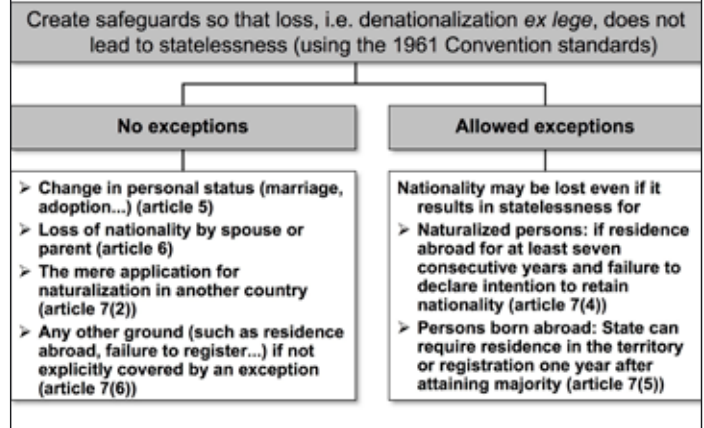 Create safeguards so that loss, i.e. denationalization ex lege, does not
lead to statelessness (using the 1961 Convention standards)
No exceptions
➢ Change in personal status (marriage,
adoption...) (article 5)
➢ Loss of nationality by spouse or
parent (article 6)
➢ The mere application for
naturalization in another country
(article 7(2))
➢ Any other ground (such as residence
abroad, failure to register...) if not
explicitly covered by an exception
(article 7(6))
Allowed exceptions
Nationality may be lost even if it
results in statelessness for
➢ Naturalized persons: if residence
abroad for at least seven
consecutive years and failure to
declare intention to retain
nationality (article 7(4))
➢ Persons born abroad: State can
require residence in the territory
or registration one year after
attaining majority (article 7(5))